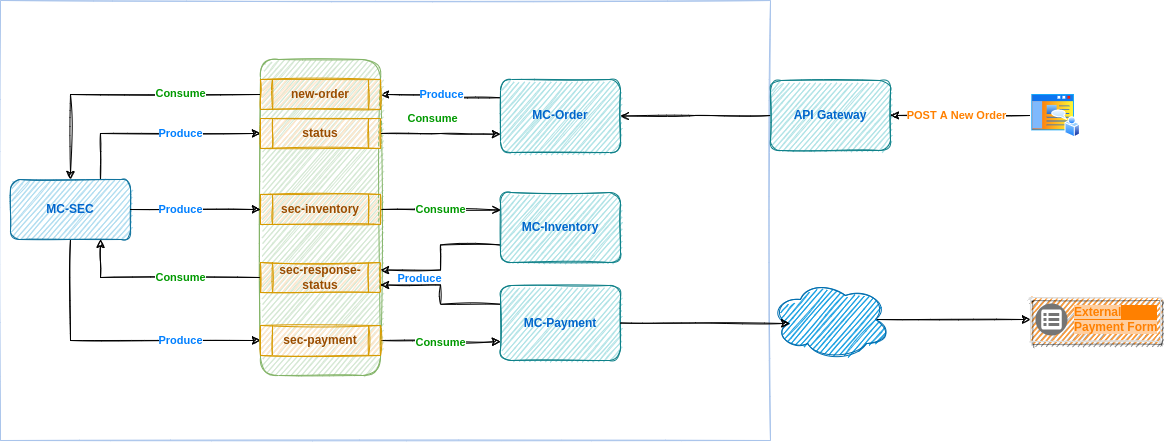 Consume
new-order
Produce
Consume
MC-Order
API Gateway
POST A New Order
Produce
status
MC-SEC
Produce
sec-inventory
Consume
MC-Inventory
Consume
sec-response-
status
Produce
MC-Payment
External
Payment Form
Produce
sec-payment
Consume